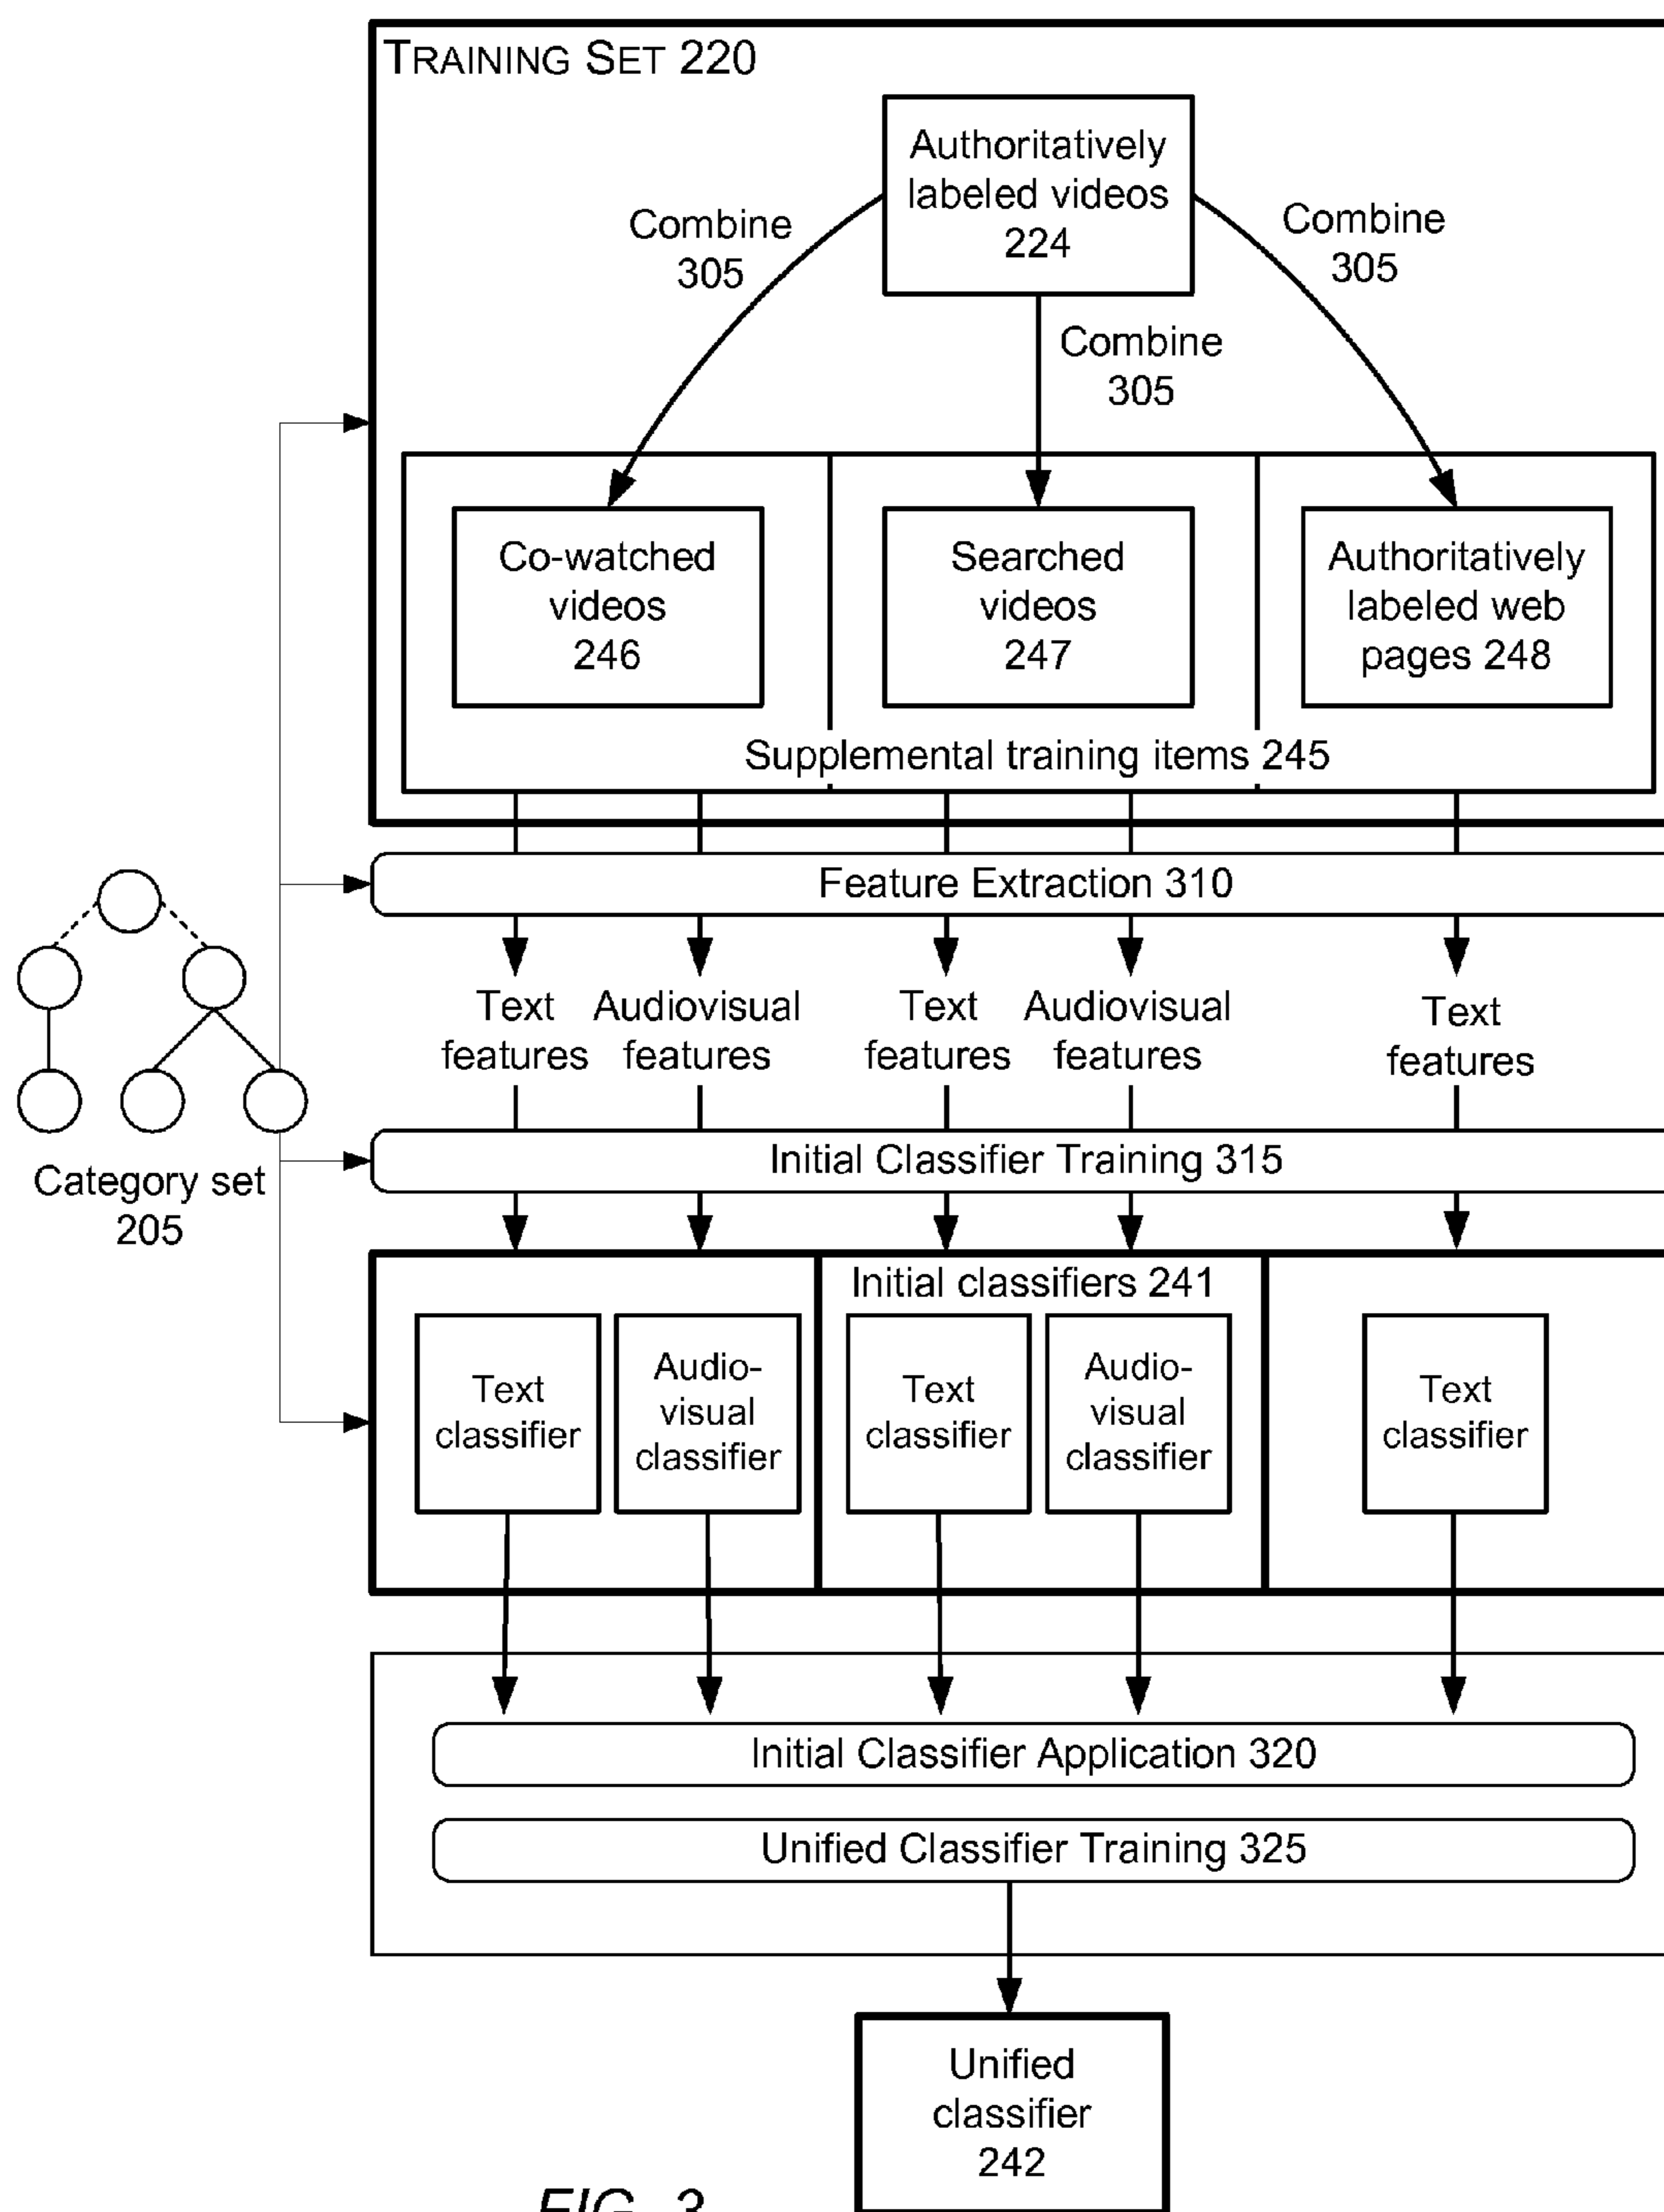 TRAINING SET 220
Authoritatively
labeled videos
224
Combine
305
Combine
305
Combine
305
Co-watched
videos
246
Searched
videos
247
Authoritatively
labeled web
pages 248
Supplemental training items 245
Feature Extraction 310
Text
features
Audiovisual
features
Text
features
Audiovisual
features
Text
features
Category set
205
Initial Classifier Training 315
Initial classifiers 241
Text
classifier
Audio-
visual
classifier
Text
classifier
Audio-
visual
classifier
Text
classifier
Initial Classifier Application 320
Unified Classifier Training 325
Unified
classifier
242
FIG. 3